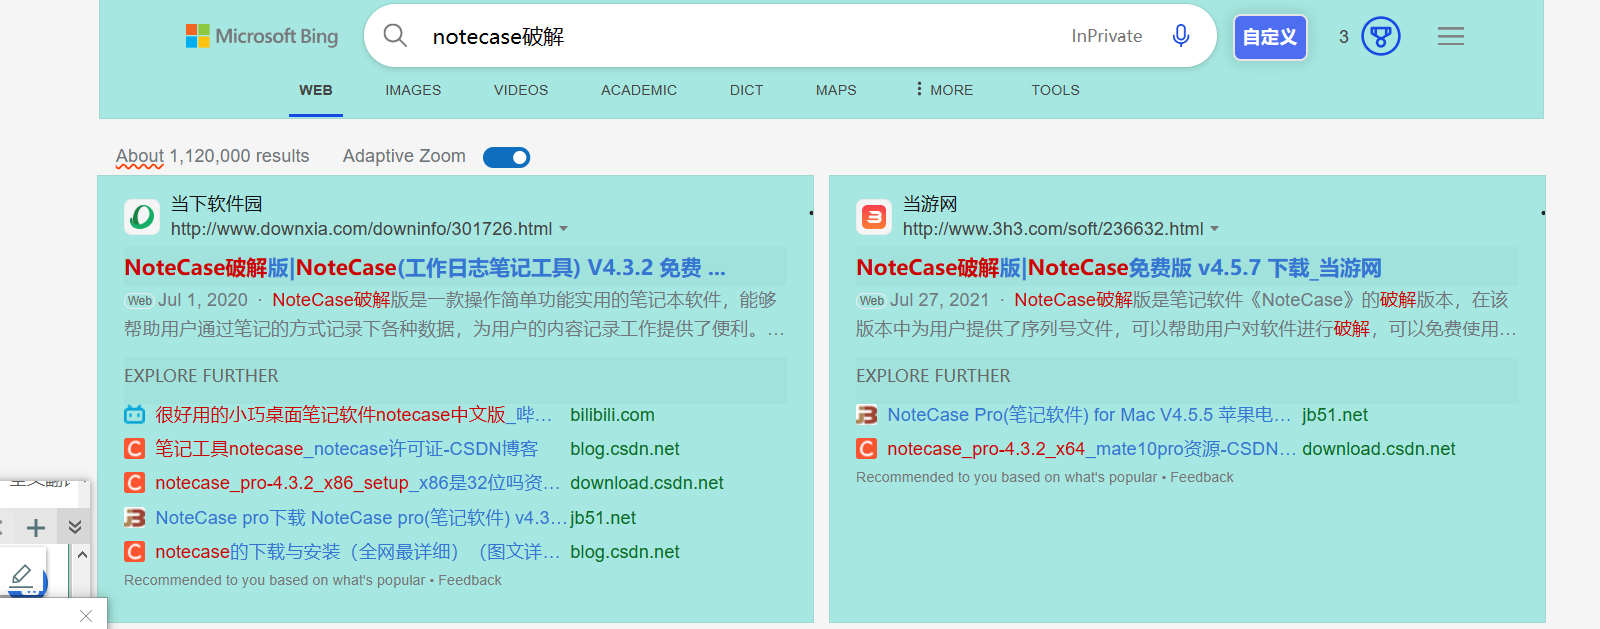 Microsoft Bing
notecase破解
InPrivate
自定义
3
WEB
IMAGES
VIDEOS
ACADEMIC
DICT
MAPS
MORE
TOOLS
About 1,120,000 results
Adaptive Zoom
当下软件园
http://www.downxia.com/downinfo/301726.html
NoteCase破解版|NoteCase(工作日志笔记工具) V4.3.2 免费 ...
Web Jul 1, 2020 · NoteCase破解版是一款操作简单功能实用的笔记本软件，能够
帮助用户通过笔记的方式记录下各种数据，为用户的内容记录工作提供了便利。…
EXPLORE FURTHER
很好用的小巧桌面笔记软件notecase中文版_哔… bilibili.com
笔记工具notecase_notecase许可证-CSDN博客 blog.csdn.net
notecase_pro-4.3.2_x86_setup_x86是32位吗资… download.csdn.net
NoteCase pro下载 NoteCase pro(笔记软件) v4.3… jb51.net
notecase的下载与安装（全网最详细）（图文详… blog.csdn.net
Recommended to you based on what's popular • Feedback
当游网
http://www.3h3.com/soft/236632.html
NoteCase破解版|NoteCase免费版 v4.5.7 下载_当游网
Web Jul 27, 2021 · NoteCase破解版是笔记软件《NoteCase》的破解版本，在该
版本中为用户提供了序列号文件，可以帮助用户对软件进行破解，可以免费使用…
EXPLORE FURTHER
NoteCase Pro(笔记软件) for Mac V4.5.5 苹果电… jb51.net
notecase_pro-4.3.2_x64_mate10pro资源-CSDN… download.csdn.net
Recommended to you based on what's popular • Feedback